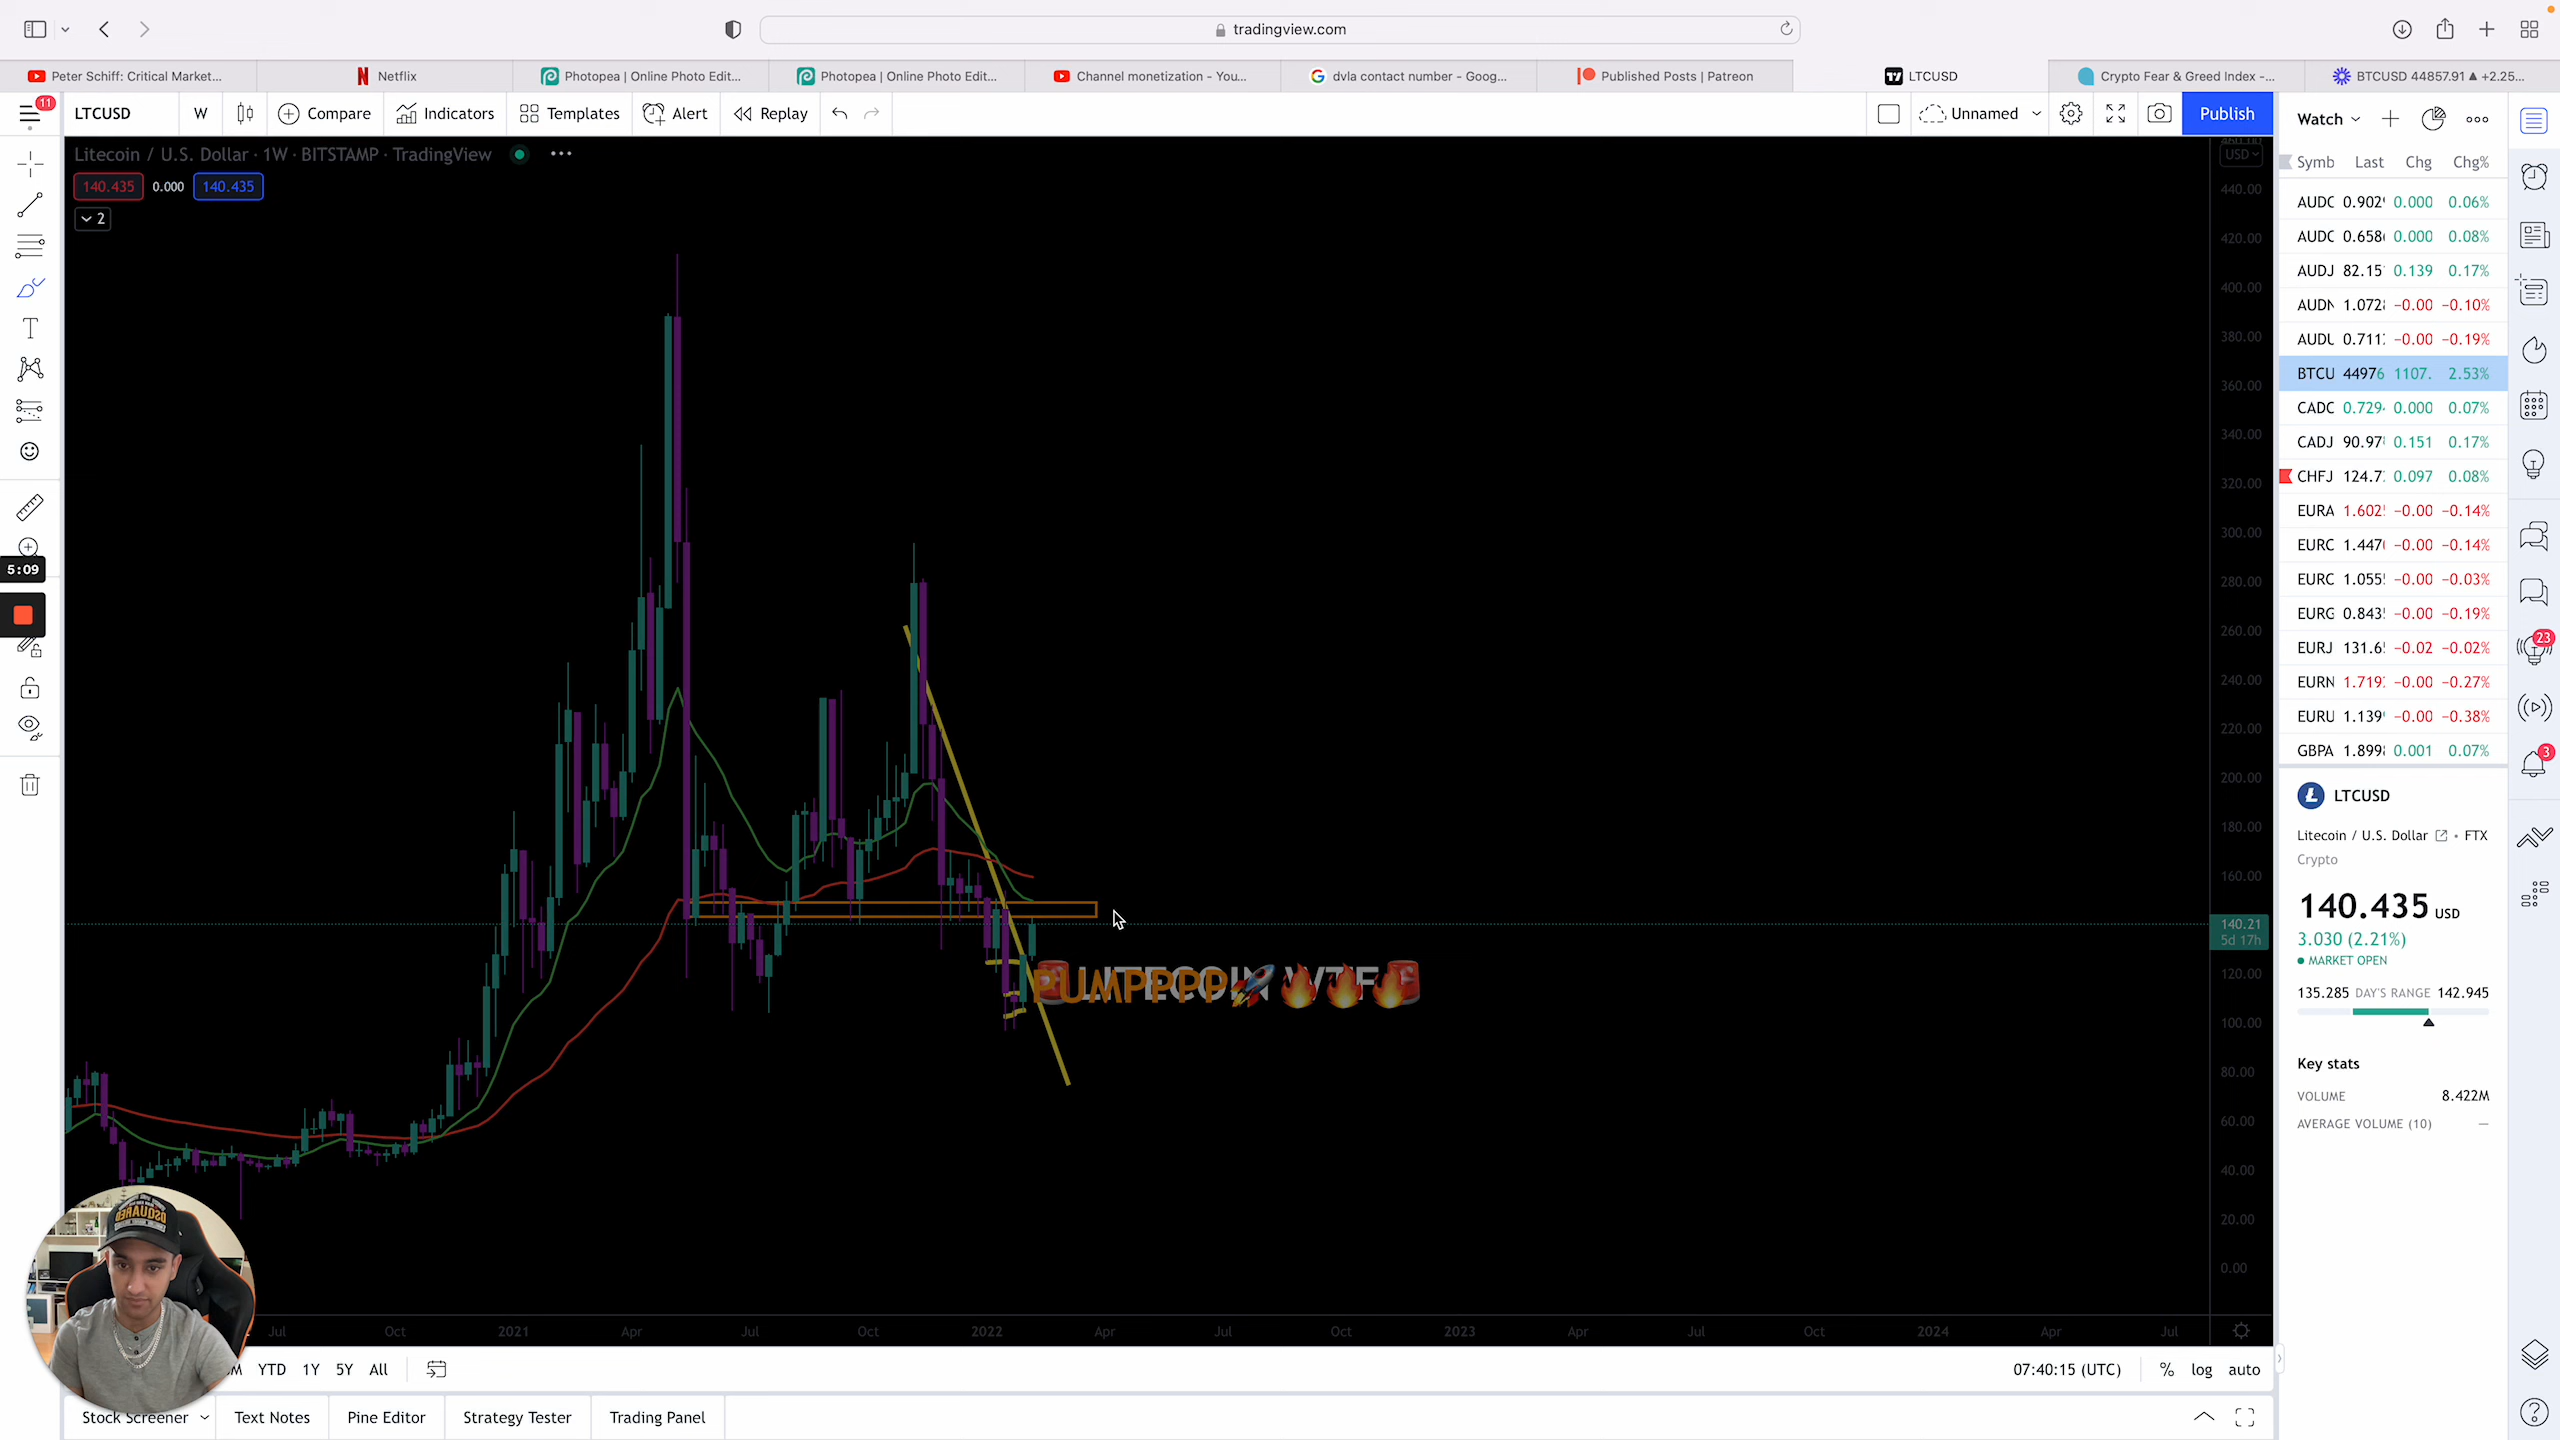 tradingview.com
Peter Schiff: Critical Market...
Netflix
Photopea | Online Photo Edit...
Photopea | Online Photo Edit...
Channel monetization - You...
dvla contact number - Goog...
Published Posts | Patreon
LTCUSD
Crypto Fear & Greed Index -...
BTCUSD 44857.91 ▲ +2.25...
11
LTCUSD
W
Compare
Indicators
Templates
Alert
Replay
Unnamed
Publish
Watch
Litecoin / U.S. Dollar · 1W · BITSTAMP · TradingView
140.435 0.000 140.435
2
USD
440.00
420.00
400.00
380.00
360.00
340.00
320.00
300.00
280.00
260.00
240.00
220.00
200.00
180.00
160.00
140.21
5d 17h
120.00
100.00
80.00
60.00
40.00
20.00
0.00
5:09
LITECOIN WTF
PUMPPPP🚀🔥🔥🔥
Jul Oct 2021 Apr Jul Oct 2022 Apr Jul Oct 2023 Apr Jul Oct 2024 Apr Jul
YTD 1Y 5Y All
07:40:15 (UTC) % log auto
Stock Screener
Text Notes
Pine Editor
Strategy Tester
Trading Panel
Symb Last Chg Chg%
AUDC 0.902 0.000 0.06%
AUDC 0.658 0.000 0.08%
AUDJ 82.15 0.139 0.17%
AUDN 1.072 -0.00 -0.10%
AUDU 0.711 -0.00 -0.19%
BTCU 44976 1107. 2.53%
CADC 0.729 0.000 0.07%
CADJ 90.97 0.151 0.17%
CHFJ 124.7 0.097 0.08%
EURA 1.602 -0.00 -0.14%
EURC 1.447 -0.00 -0.14%
EURC 1.055 -0.00 -0.03%
EURG 0.843 -0.00 -0.19%
EURJ 131.6 -0.02 -0.02%
EURN 1.719 -0.00 -0.27%
EURU 1.139 -0.00 -0.38%
GBPA 1.899 0.001 0.07%
23
3
LTCUSD
Litecoin / U.S. Dollar • FTX
Crypto
140.435 USD
3.030 (2.21%)
MARKET OPEN
135.285 DAY'S RANGE 142.945
Key stats
VOLUME 8.422M
AVERAGE VOLUME (10) —